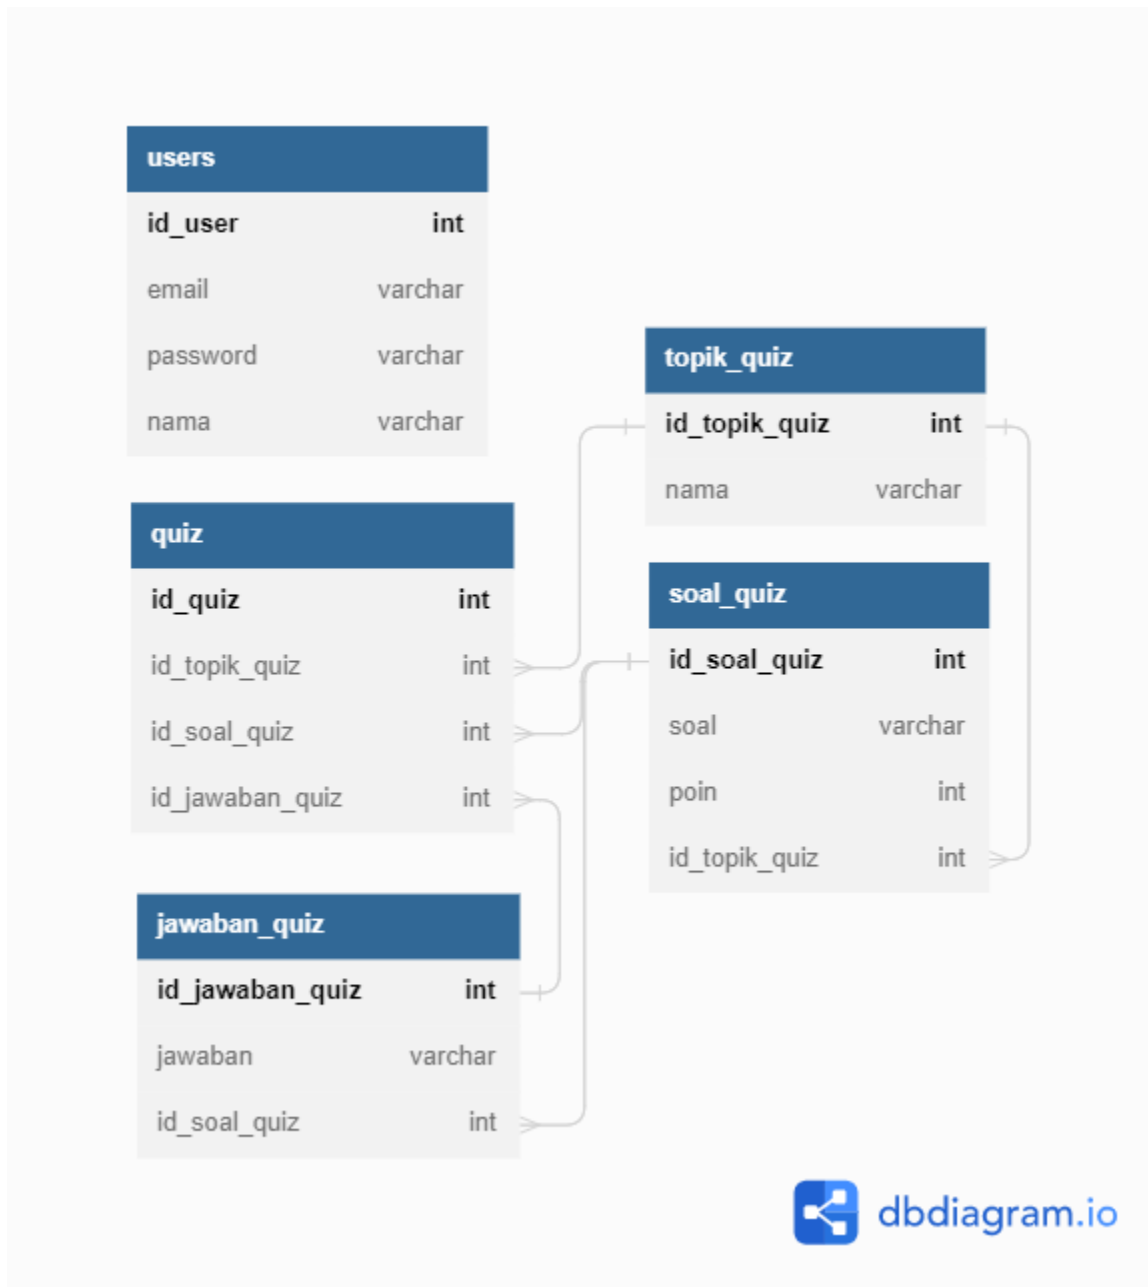 users
id_user int
email varchar
password varchar
nama varchar
topik_quiz
id_topik_quiz int
nama varchar
quiz
id_quiz int
id_topik_quiz int
id_soal_quiz int
id_jawaban_quiz int
soal_quiz
id_soal_quiz int
soal varchar
poin int
id_topik_quiz int
jawaban_quiz
id_jawaban_quiz int
jawaban varchar
id_soal_quiz int
dbdiagram.io